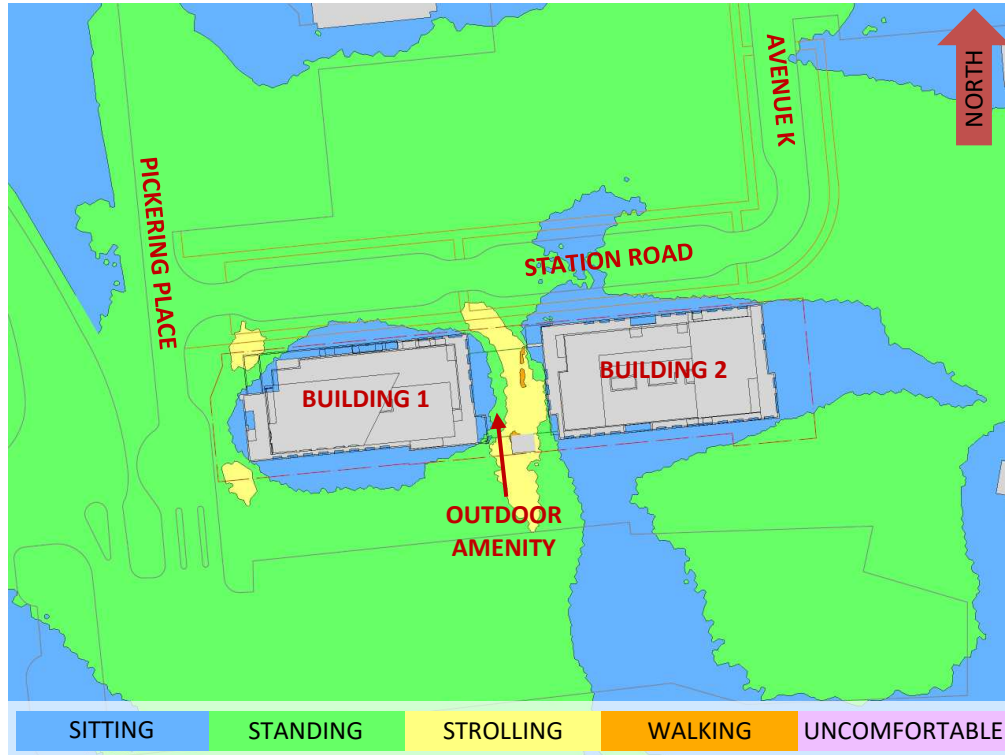 NORTH
AVENUE K
PICKERING PLACE
STATION ROAD
BUILDING 1
BUILDING 2
OUTDOOR
AMENITY
SITTING
STANDING
STROLLING
WALKING
UNCOMFORTABLE